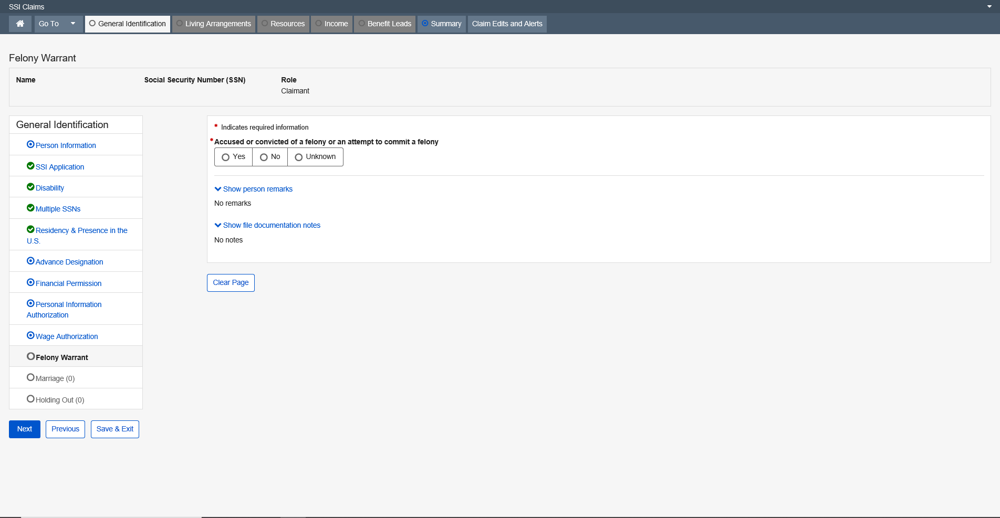 SSI Claims
Go To
General Identification
Living Arrangements
Resources
Income
Benefit Leads
Summary
Claim Edits and Alerts
Felony Warrant
Name
Social Security Number (SSN)
Role
Claimant
General Identification
Person Information
SSI Application
Disability
Multiple SSNs
Residency & Presence in the
U.S.
Advance Designation
Financial Permission
Personal Information
Authorization
Wage Authorization
Felony Warrant
Marriage (0)
Holding Out (0)
Next
Previous
Save & Exit
* Indicates required information
*Accused or convicted of a felony or an attempt to commit a felony
Yes
No
Unknown
Show person remarks
No remarks
Show file documentation notes
No notes
Clear Page